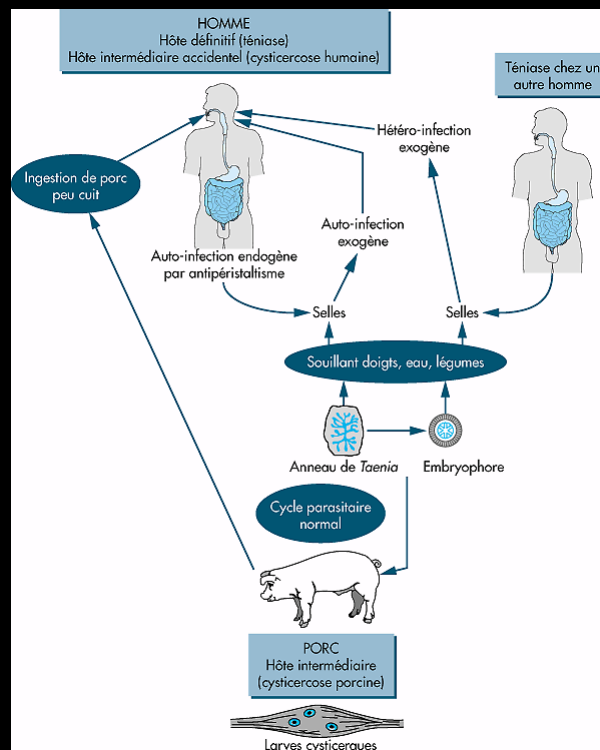 HOMME
Hôte définitif (téniase)
Hôte intermédiaire accidentel (cysticercose humaine)
Téniase chez un
autre homme
Hétéro-infection
exogène
Ingestion de porc
peu cuit
Auto-infection
exogène
Auto-infection endogène
par antipéristaltisme
Selles
Selles
Souillant doigts, eau, légumes
Anneau de Taenia
Embryophore
Cycle parasitaire
normal
PORC
Hôte intermédiaire
(cysticercose porcine)
Larves cysticerques